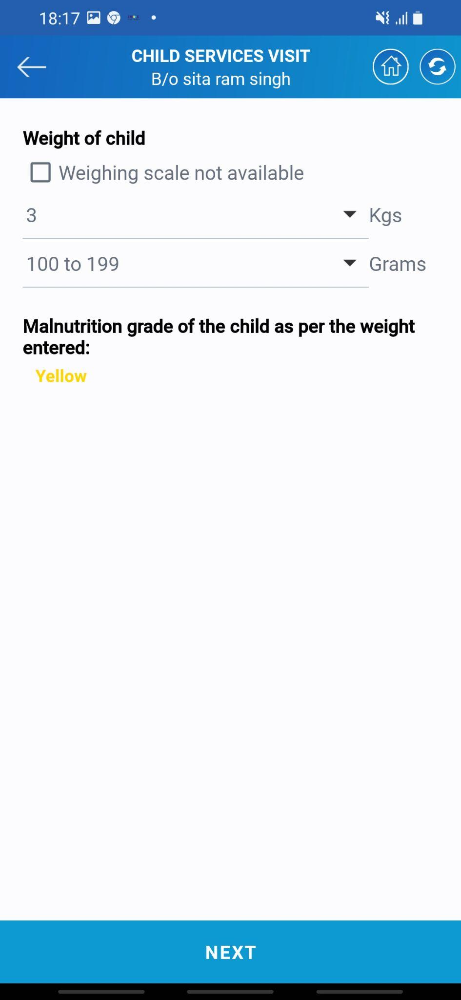 18:17
CHILD SERVICES VISIT
B/o sita ram singh
Weight of child
Weighing scale not available
3 Kgs
100 to 199 Grams
Malnutrition grade of the child as per the weight
entered:
Yellow
NEXT